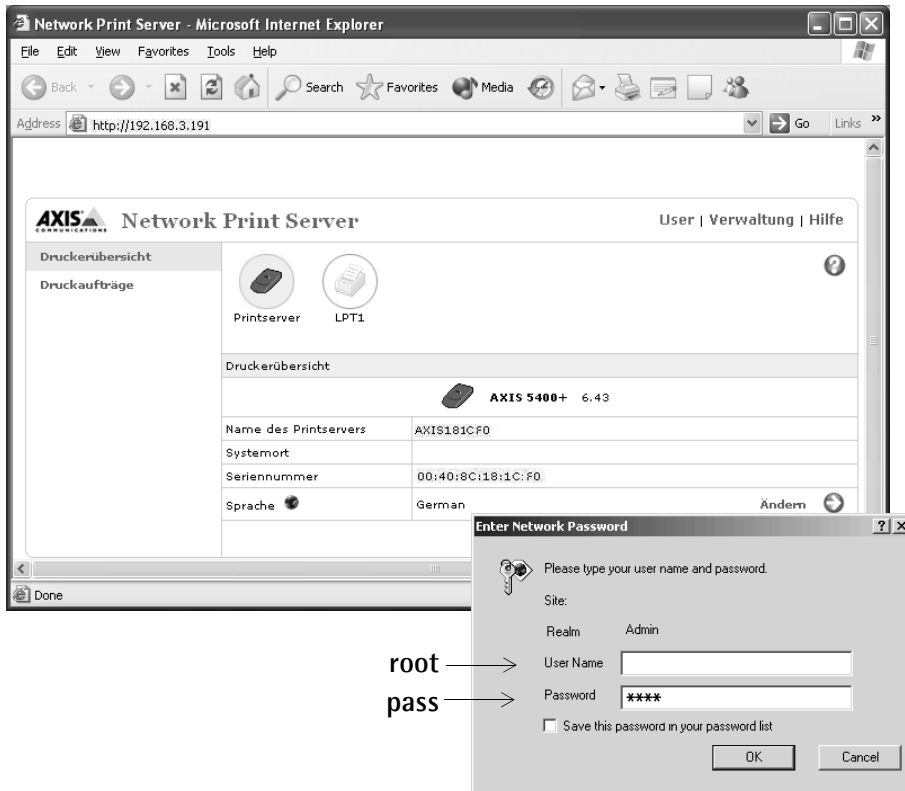 Network Print Server - Microsoft Internet Explorer
File Edit View Favorites Tools Help
Back Search Favorites Media
Address http://192.168.3.191 Go Links »
AXIS COMMUNICATIONS Network Print Server User | Verwaltung | Hilfe
Druckerübersicht
Druckaufträge
Printserver LPT1
Druckerübersicht
AXIS 5400+ 6.43
Name des Printservers AXIS181CF0
Systemort
Seriennummer 00:40:8C:18:1C:F0
Sprache German Ändern
Done
Enter Network Password
Please type your user name and password.
Site:
Realm Admin
root User Name
pass Password ****
Save this password in your password list
OK Cancel